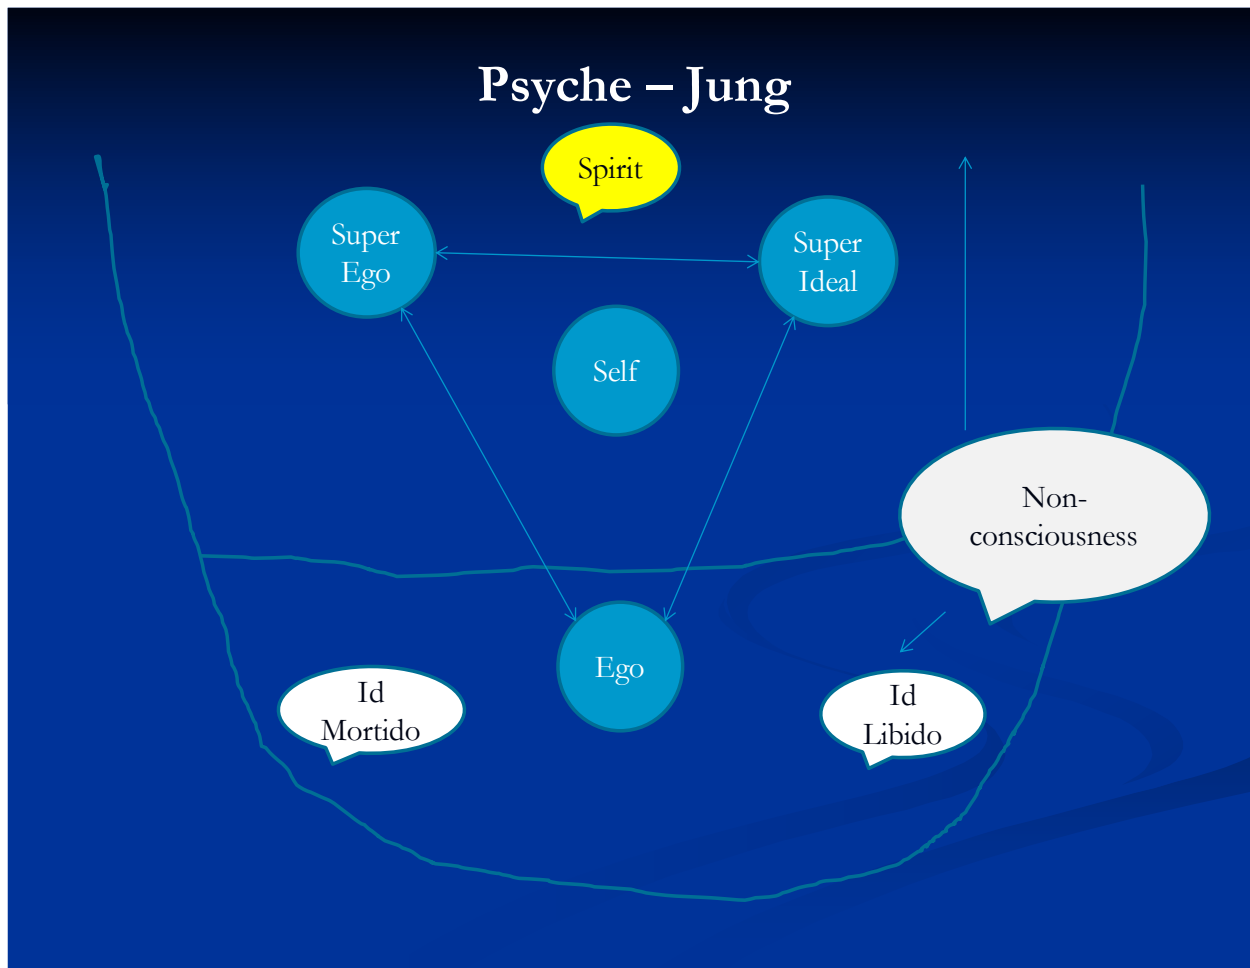 Psyche – Jung
Spirit
Super
Ego
Super
Ideal
Self
Non-
consciousness
Ego
Id
Mortido
Id
Libido